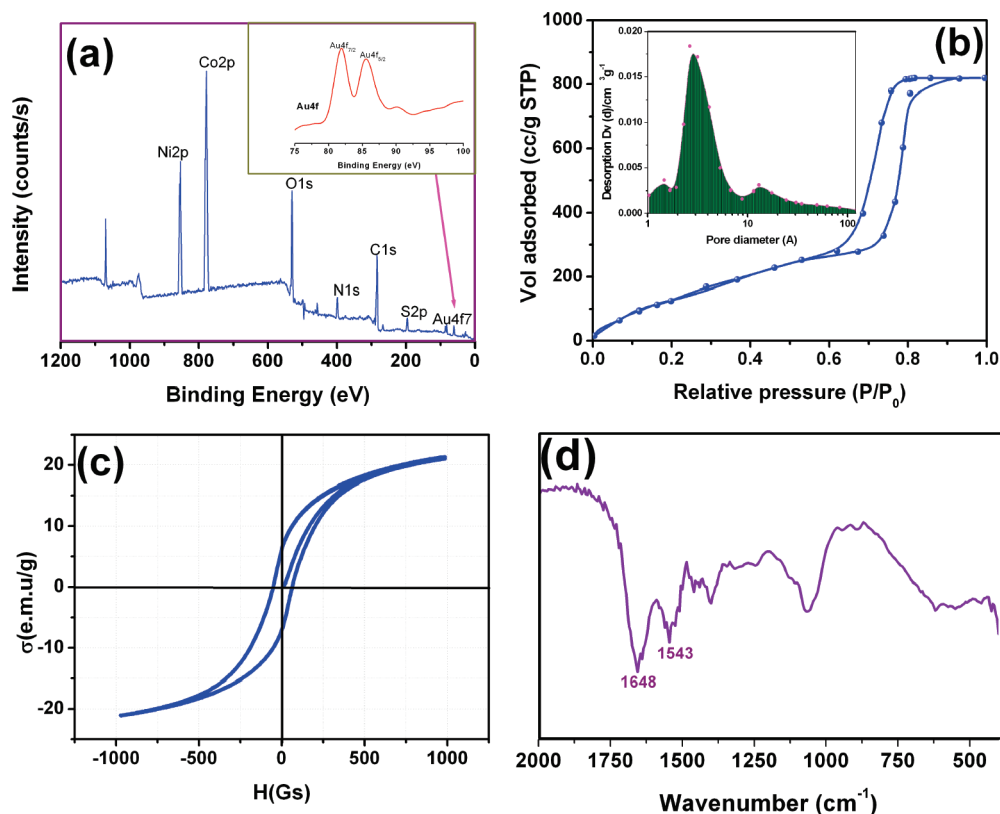 (a)
Intensity (counts/s)
Ni2p
Co2p
O1s
N1s
C1s
S2p
Au4f7
1200 1000 800 600 400 200 0
Binding Energy (eV)
Au4f7/2
Au4f5/2
Au4f
75 80 85 90 95 100
Binding Energy (eV)
(b)
Vol adsorbed (cc/g STP)
1000
800
600
400
200
0
0.0 0.2 0.4 0.6 0.8 1.0
Relative pressure (P/P0)
Desorption Dv (d)/cm 3g-1
0.020
0.015
0.010
0.005
0.000
1 10 100
Pore diameter (A)
(c)
σ(e.m.u/g)
20
10
0
-10
-20
-1000 -500 0 500 1000
H(Gs)
(d)
1648
1543
2000 1750 1500 1250 1000 750 500
Wavenumber (cm-1)